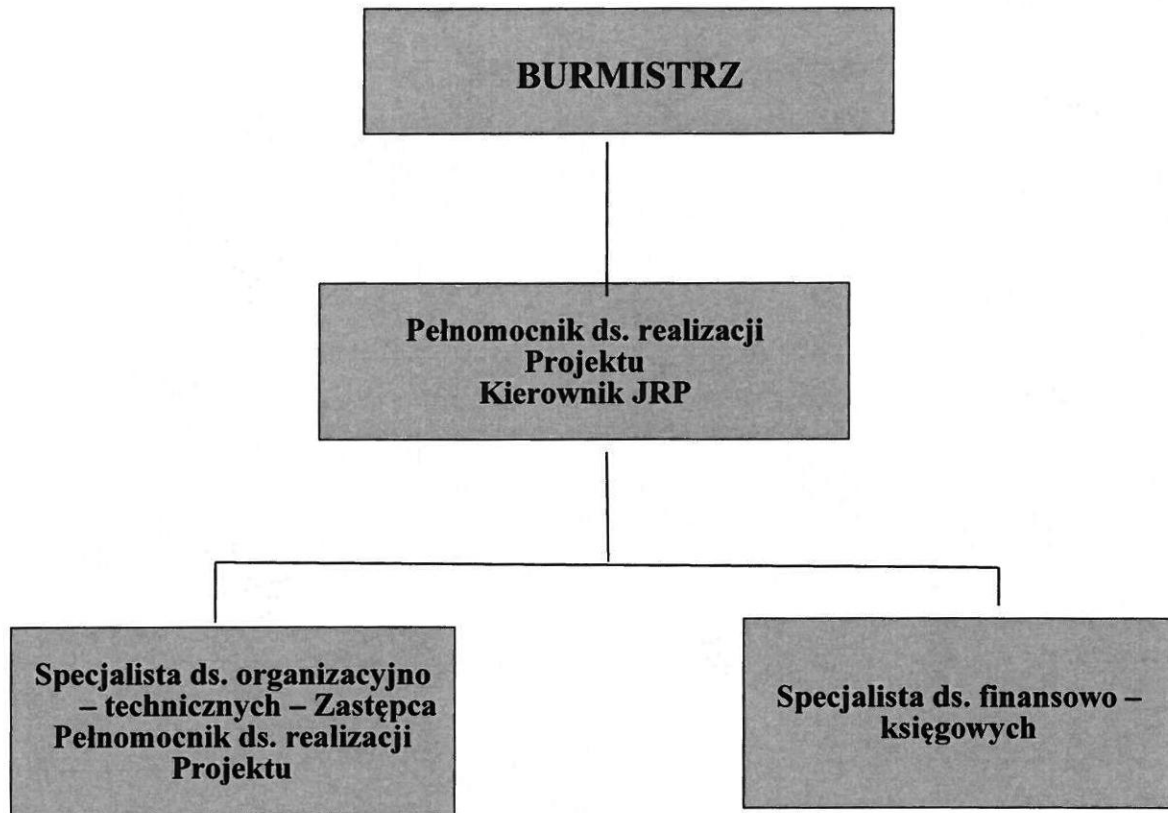 BURMISTRZ
Pełnomocnik ds. realizacji
Projektu
Kierownik JRP
Specjalista ds. organizacyjno
– technicznych – Zastępca
Pełnomocnik ds. realizacji
Projektu
Specjalista ds. finansowo –
księgowych